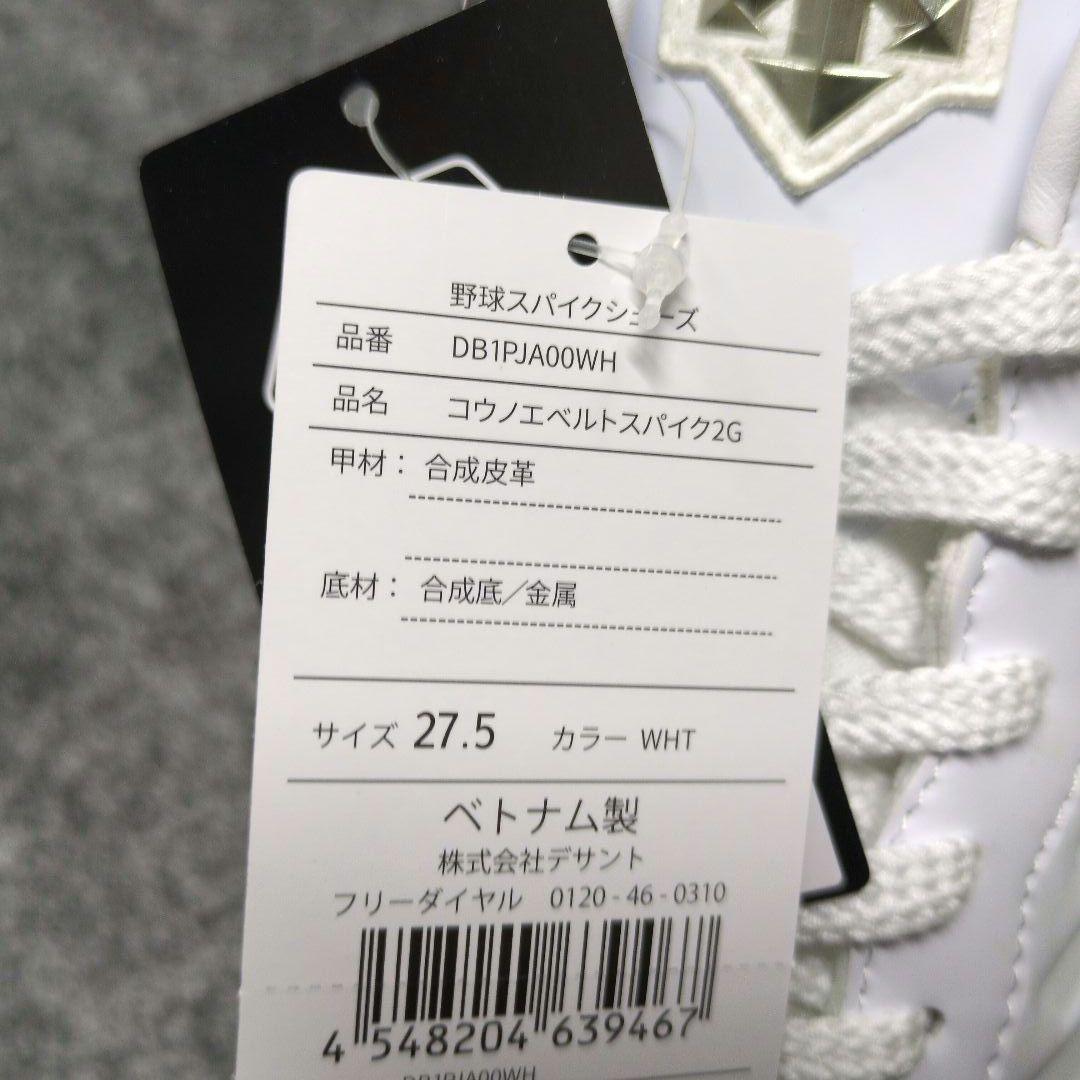 野球スパイクシューズ
品番 DB1PJA00WH
品名 コウノエベルトスパイク2G
甲材： 合成皮革
底材： 合成底／金属
サイズ 27.5 カラー WHT
ベトナム製
株式会社デサント
フリーダイヤル 0120-46-0310
4 548204 639467
DB1PJA00WH